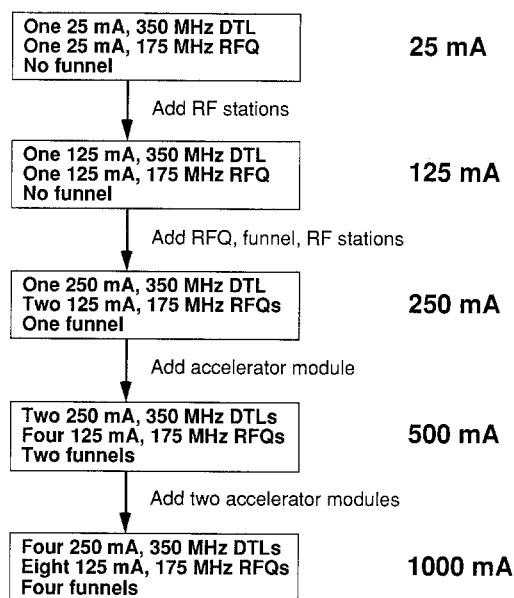 One 25 mA, 350 MHz DTL
One 25 mA, 175 MHz RFQ
No funnel
25 mA
Add RF stations
One 125 mA, 350 MHz DTL
One 125 mA, 175 MHz RFQ
No funnel
125 mA
Add RFQ, funnel, RF stations
One 250 mA, 350 MHz DTL
Two 125 mA, 175 MHz RFQs
One funnel
250 mA
Add accelerator module
Two 250 mA, 350 MHz DTLs
Four 125 mA, 175 MHz RFQs
Two funnels
500 mA
Add two accelerator modules
Four 250 mA, 350 MHz DTLs
Eight 125 mA, 175 MHz RFQs
Four funnels
1000 mA